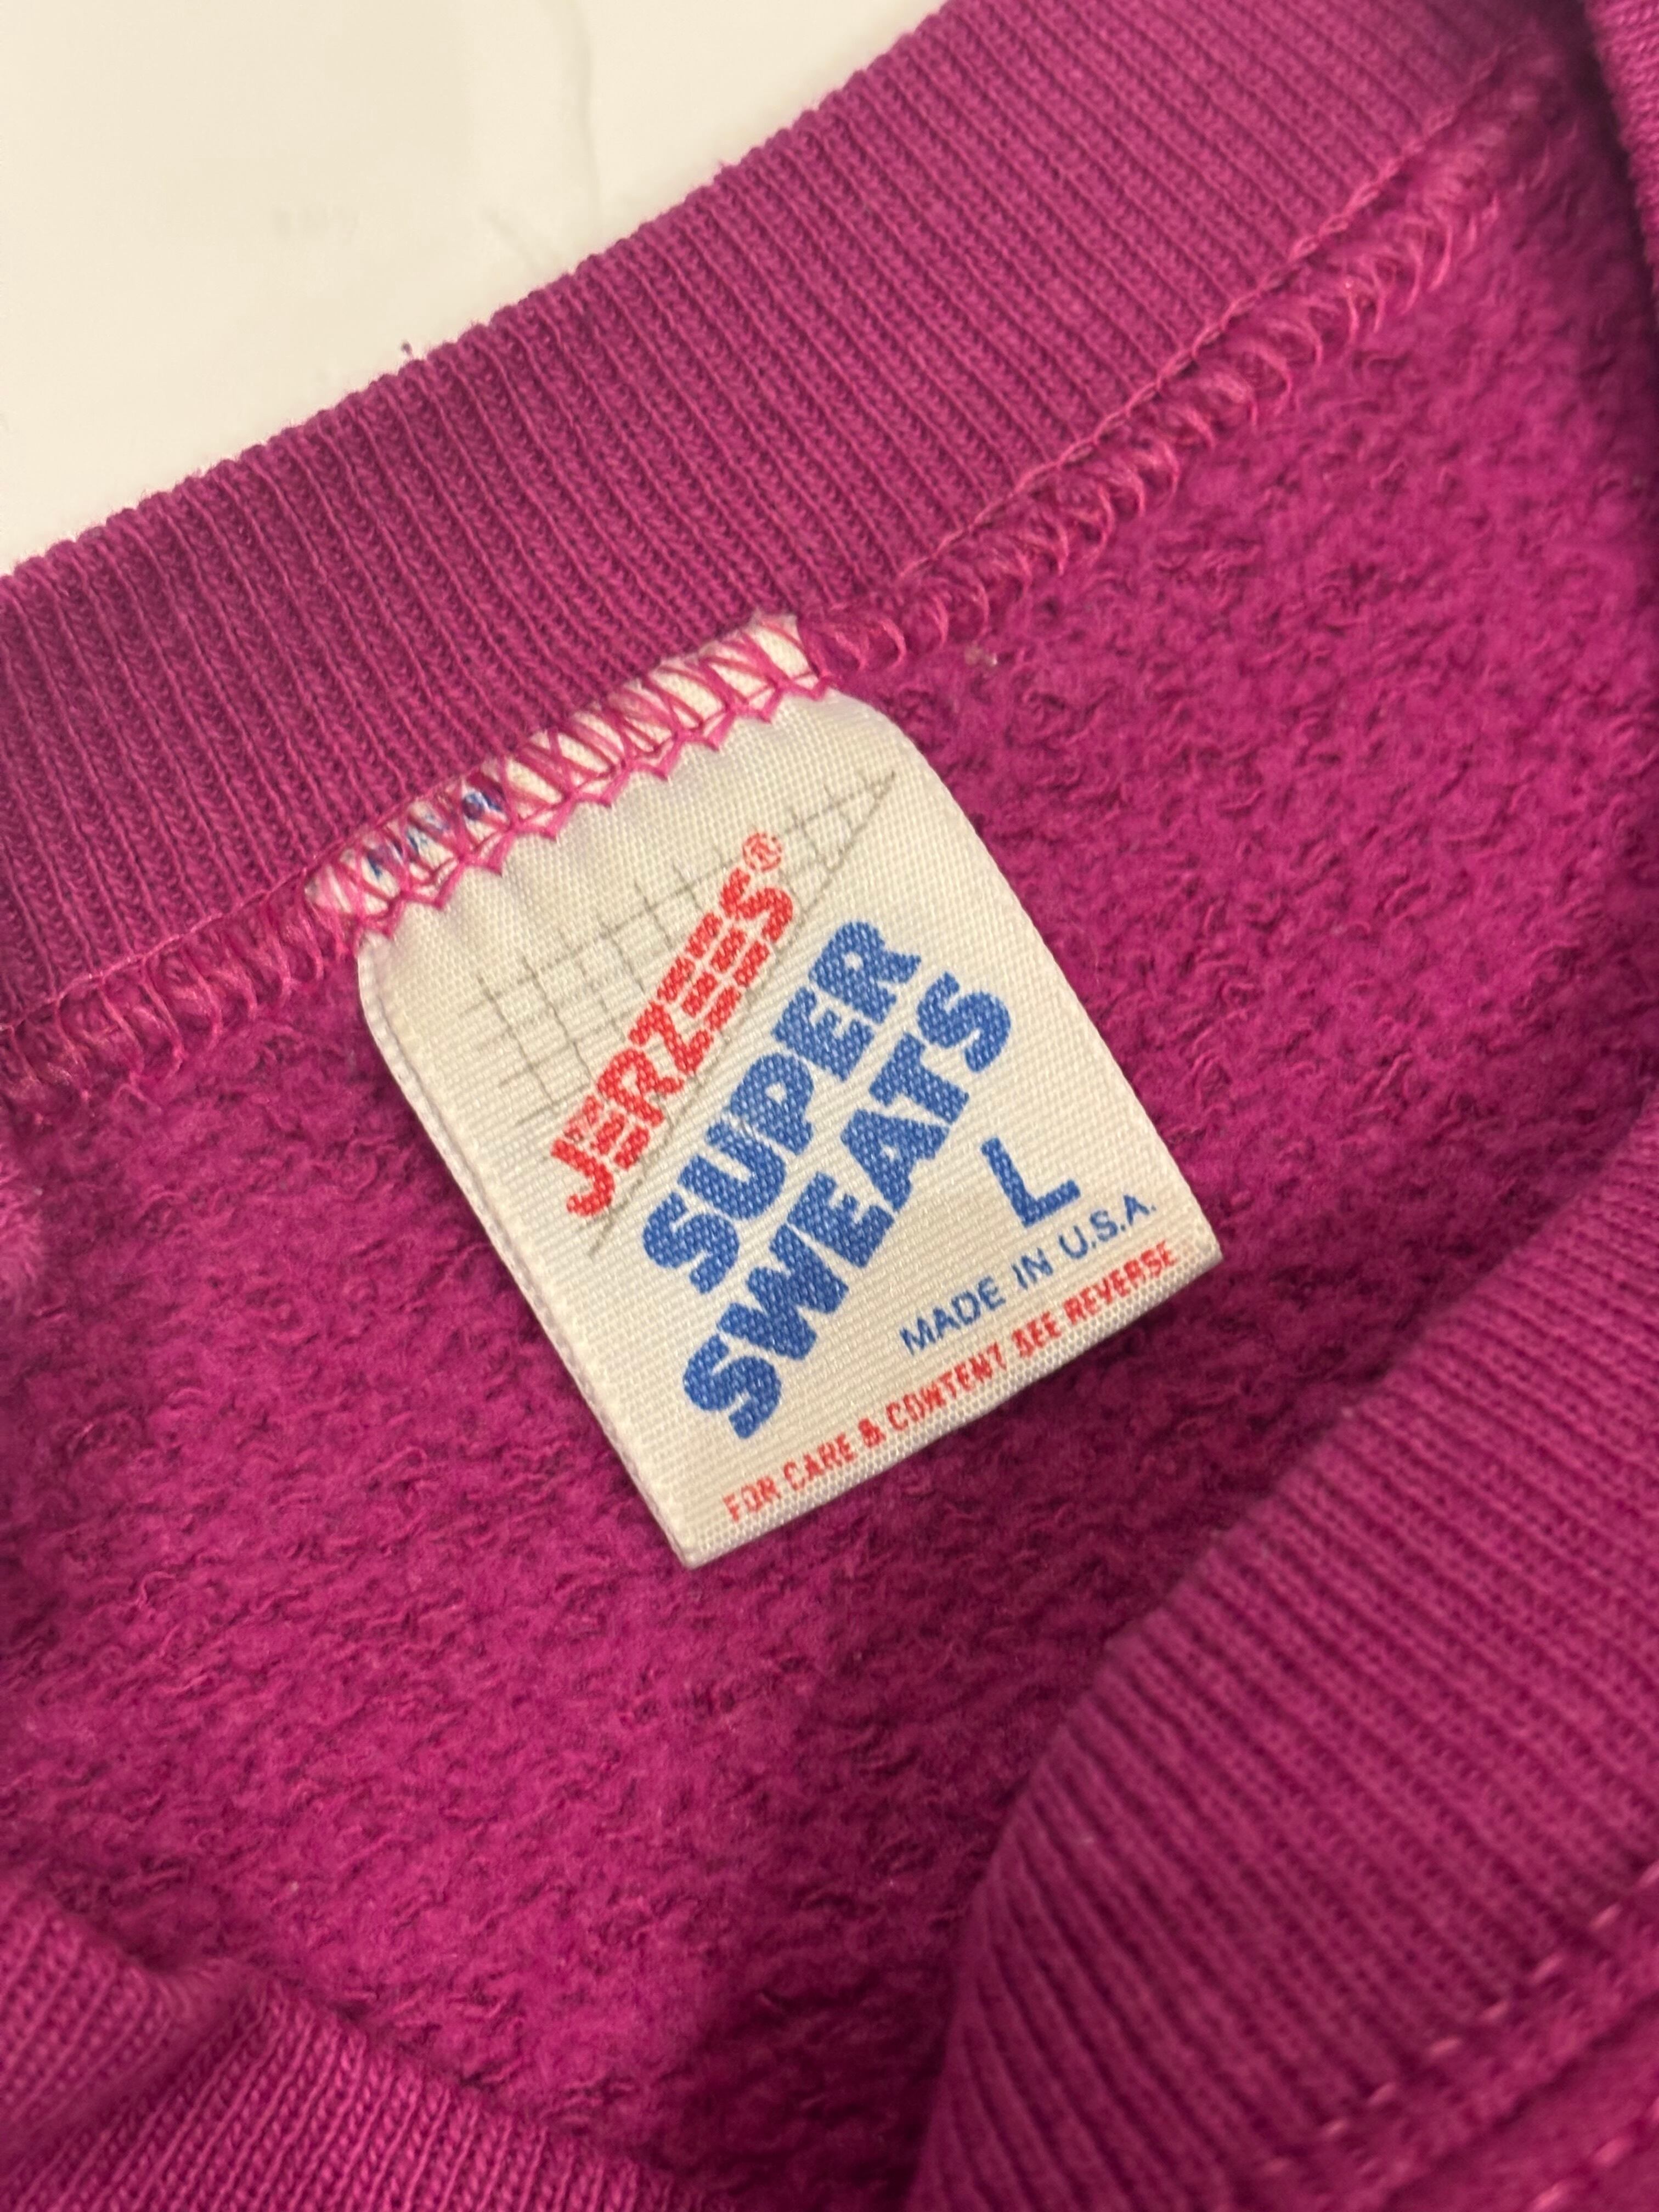 JERZEES®
SUPER
SWEATS
L
MADE IN U.S.A.
FOR CARE & CONTENT SEE REVERSE